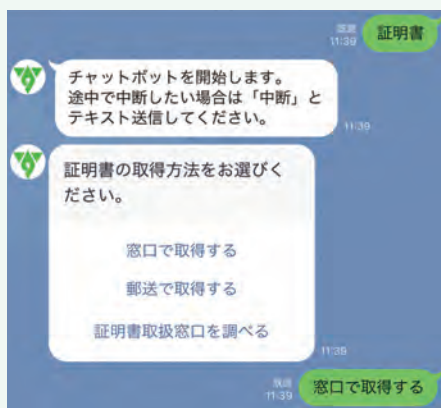 証明書
既読
11:39
チャットボットを開始します。
途中で中断したい場合は「中断」と
テキスト送信してください。
11:39
証明書の取得方法をお選びく
ださい。
窓口で取得する
郵送で取得する
証明書取扱窓口を調べる
11:39
窓口で取得する
既読
11:39